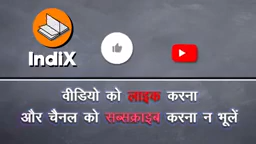 IndiX
वीडियो को लाइक करना
और चैनल को सब्सक्राइब करना न भूलें